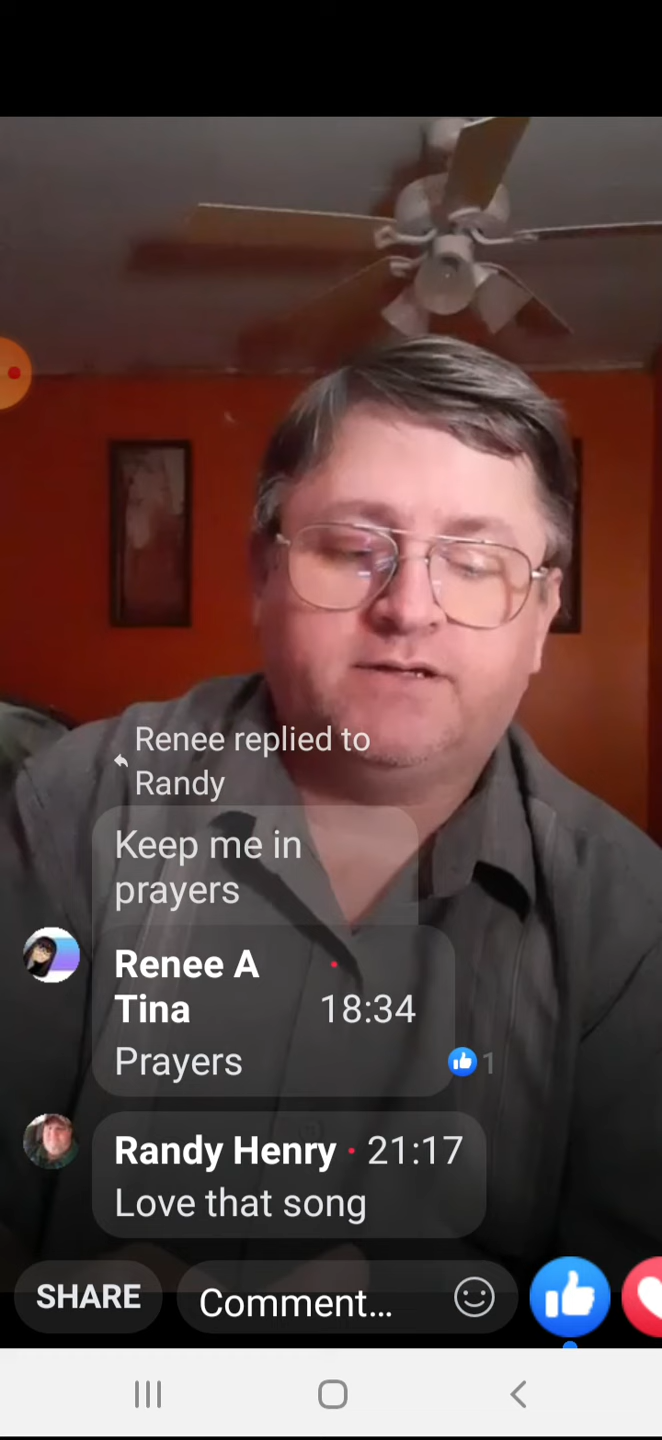 Renee replied to
Randy
Keep me in
prayers
Renee A
Tina 18:34
Prayers
1
Randy Henry · 21:17
Love that song
SHARE
Comment...